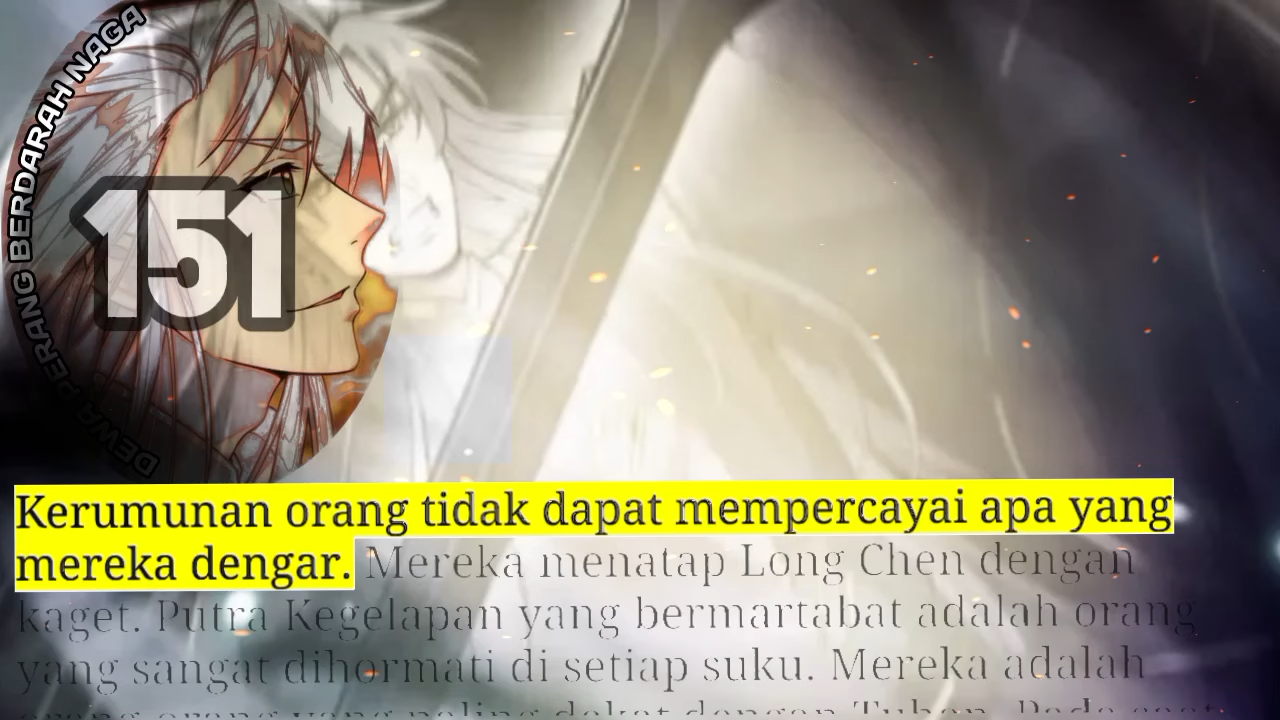 DEWA PERANG BERDARAH NAGA
151
Kerumunan orang tidak dapat mempercayai apa yang
mereka dengar. Mereka menatap Long Chen dengan
kaget. Putra Kegelapan yang bermartabat adalah orang
yang sangat dihormati di setiap suku. Mereka adalah